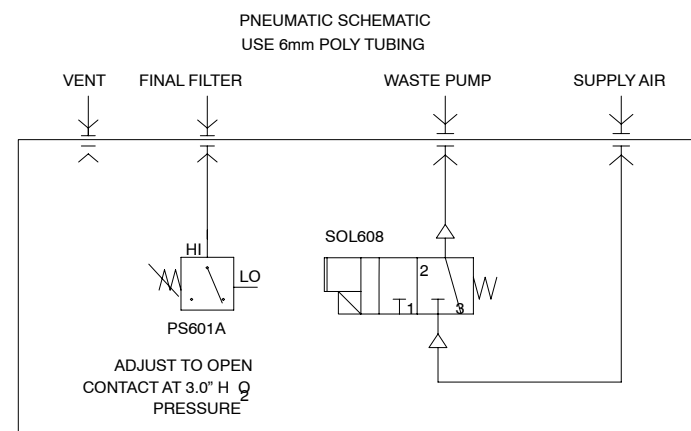 PNEUMATIC SCHEMATIC
USE 6mm POLY TUBING
VENT
FINAL FILTER
WASTE PUMP
SUPPLY AIR
HI
LO
PS601A
SOL608
2
1
3
ADJUST TO OPEN
CONTACT AT 3.0" H2O
PRESSURE